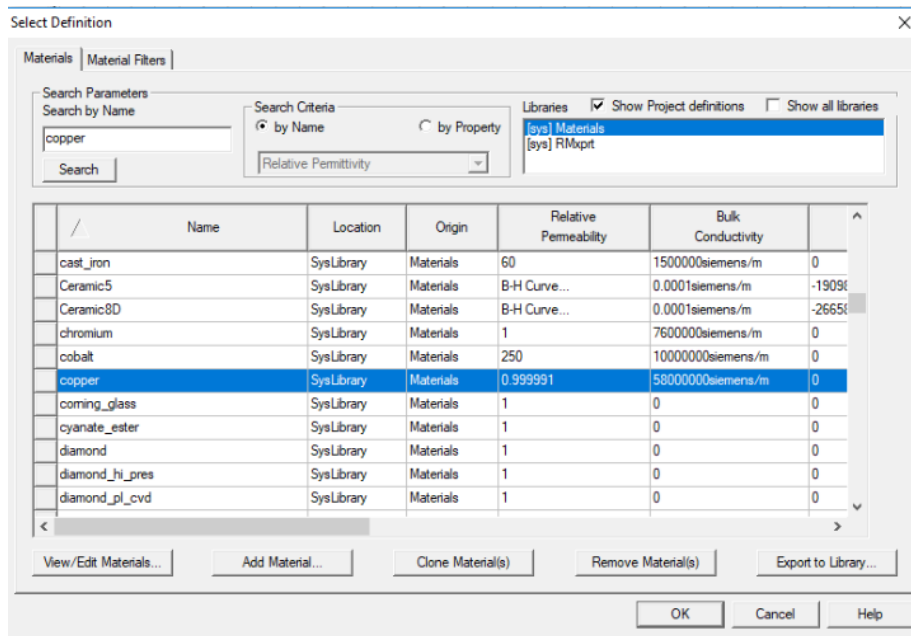 Select Definition
Materials
Material Filters
Search Parameters
Search by Name
copper
Search
Search Criteria
by Name
by Property
Relative Permittivity
Libraries
Show Project definitions
Show all libraries
[sys] Materials
[sys] RMxprt
Name Location Origin Relative Permeability Bulk Conductivity
cast_iron SysLibrary Materials 60 1500000siemens/m 0
Ceramic5 SysLibrary Materials B-H Curve... 0.0001siemens/m -19098
Ceramic8D SysLibrary Materials B-H Curve... 0.0001siemens/m -26658
chromium SysLibrary Materials 1 7600000siemens/m 0
cobalt SysLibrary Materials 250 10000000siemens/m 0
copper SysLibrary Materials 0.999991 58000000siemens/m 0
corning_glass SysLibrary Materials 1 0 0
cyanate_ester SysLibrary Materials 1 0 0
diamond SysLibrary Materials 1 0 0
diamond_hi_pres SysLibrary Materials 1 0 0
diamond_pl_cvd SysLibrary Materials 1 0 0
View/Edit Materials...
Add Material...
Clone Material(s)
Remove Material(s)
Export to Library...
OK
Cancel
Help